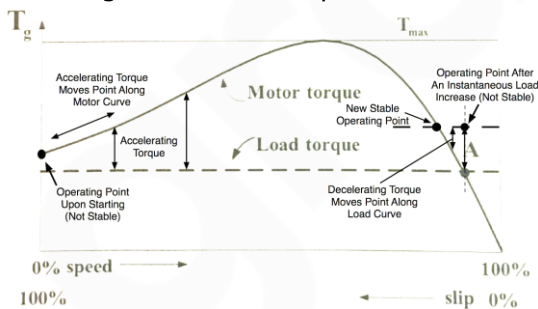 T_g
T_max
Accelerating Torque
Moves Point Along
Motor Curve
Operating Point After
An Instantaneous Load
Increase (Not Stable)
Motor torque
New Stable
Operating Point
Accelerating
Torque
Load torque
A
Operating Point
Upon Starting
(Not Stable)
Decelerating Torque
Moves Point Along
Load Curve
0% speed
100%
100%
slip 0%